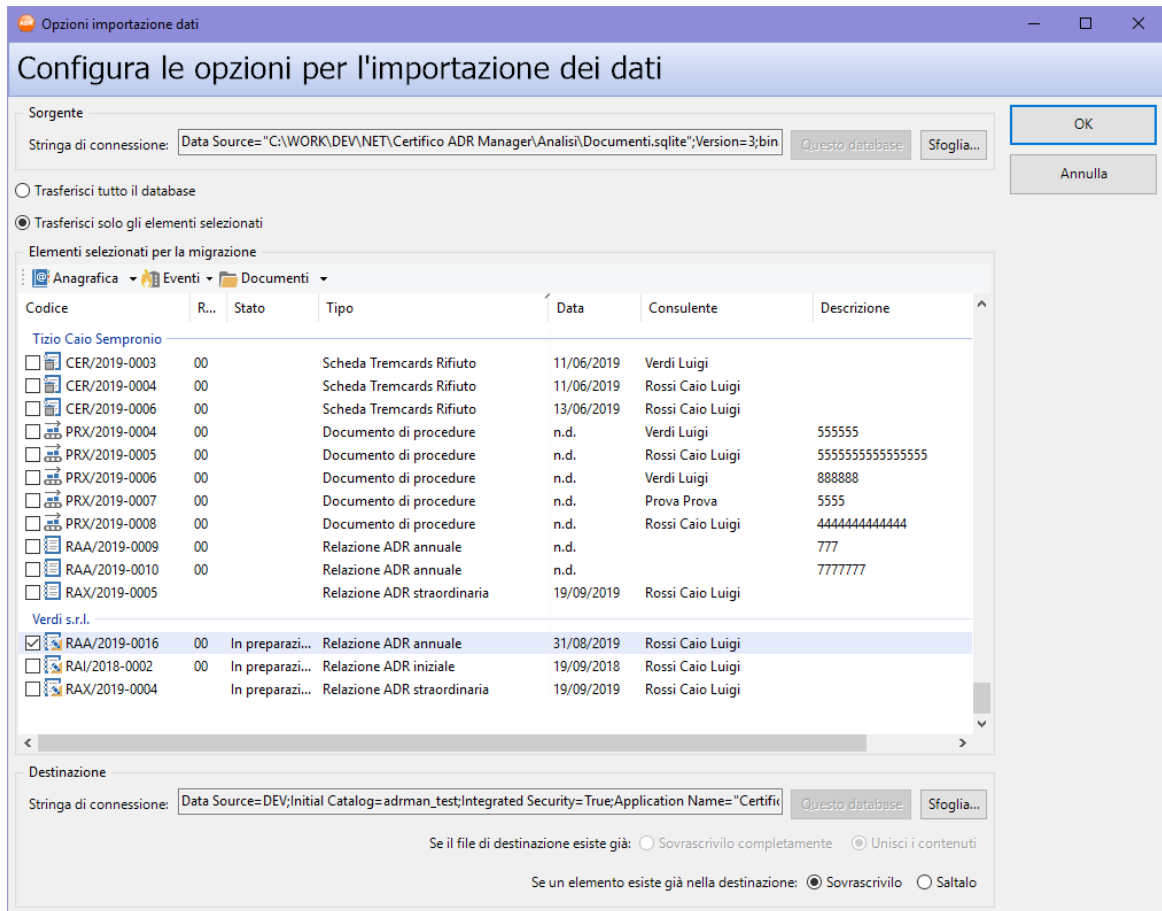 ADR Opzioni importazione dati
Configura le opzioni per l'importazione dei dati
Sorgente
Stringa di connessione: Data Source="C:\WORK\DEV\NET\Certifico ADR Manager\Analisi\Documenti.sqlite";Version=3;bin Questo database Sfoglia...
OK
Annulla
Trasferisci tutto il database
Trasferisci solo gli elementi selezionati
Elementi selezionati per la migrazione
Anagrafica Eventi Documenti
Codice R... Stato Tipo Data Consulente Descrizione
Tizio Caio Sempronio
CER/2019-0003 00 Scheda Tremcards Rifiuto 11/06/2019 Verdi Luigi
CER/2019-0004 00 Scheda Tremcards Rifiuto 11/06/2019 Rossi Caio Luigi
CER/2019-0006 00 Scheda Tremcards Rifiuto 13/06/2019 Rossi Caio Luigi
PRX/2019-0004 00 Documento di procedure n.d. Verdi Luigi 555555
PRX/2019-0005 00 Documento di procedure n.d. Rossi Caio Luigi 5555555555555555
PRX/2019-0006 00 Documento di procedure n.d. Verdi Luigi 888888
PRX/2019-0007 00 Documento di procedure n.d. Prova Prova 5555
PRX/2019-0008 00 Documento di procedure n.d. Rossi Caio Luigi 4444444444444
RAA/2019-0009 00 Relazione ADR annuale n.d. 777
RAA/2019-0010 00 Relazione ADR annuale n.d. 7777777
RAX/2019-0005 Relazione ADR straordinaria 19/09/2019 Rossi Caio Luigi
Verdi s.r.l.
RAA/2019-0016 00 In preparazi... Relazione ADR annuale 31/08/2019 Rossi Caio Luigi
RAI/2018-0002 00 In preparazi... Relazione ADR iniziale 19/09/2018 Rossi Caio Luigi
RAX/2019-0004 In preparazi... Relazione ADR straordinaria 19/09/2019 Rossi Caio Luigi
Destinazione
Stringa di connessione: Data Source=DEV;Initial Catalog=adrman_test;Integrated Security=True;Application Name="Certific Questo database Sfoglia...
Se il file di destinazione esiste già: Sovrascrivilo completamente Unisci i contenuti
Se un elemento esiste già nella destinazione: Sovrascrivilo Saltalo